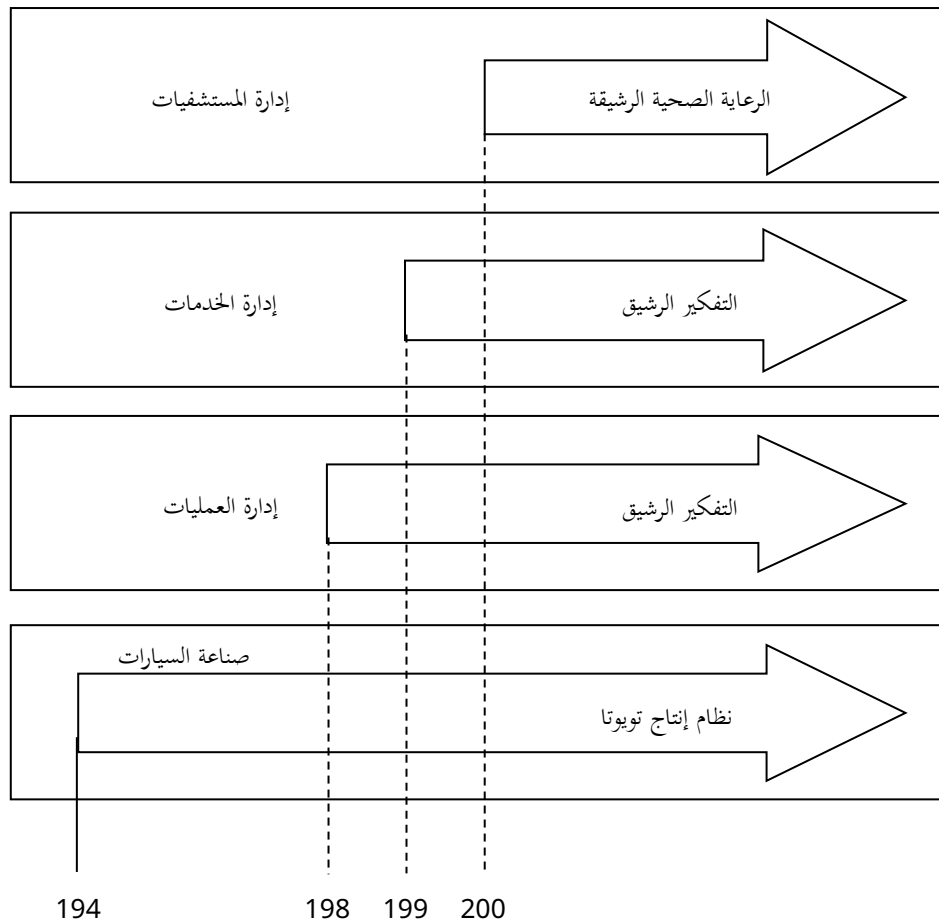 إدارة المستشفيات
الرعاية الصحية الرشيقة
إدارة الخدمات
التفكير الرشيق
إدارة العمليات
التفكير الرشيق
صناعة السيارات
نظام إنتاج تويوتا
194 198 199 200